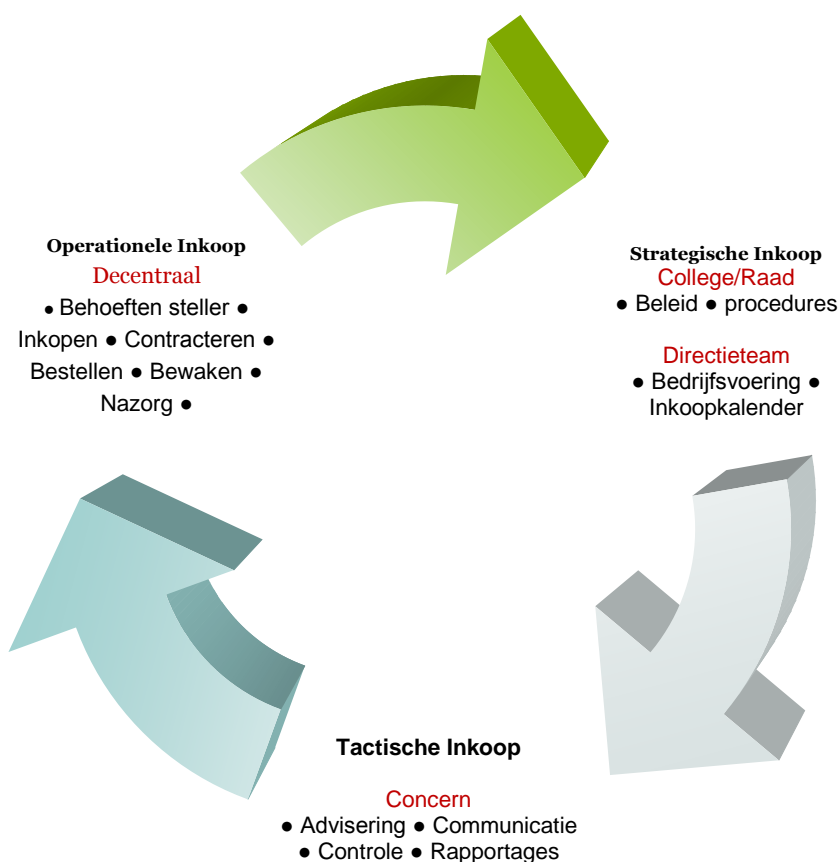 Operationele Inkoop
Decentraal
● Behoeften steller ●
Inkopen ● Contracteren ●
Bestellen ● Bewaken ●
Nazorg ●
Strategische Inkoop
College/Raad
● Beleid ● procedures
Directieteam
● Bedrijfsvoering ●
Inkoopkalender
Tactische Inkoop
Concern
● Advisering ● Communicatie
● Controle ● Rapportages